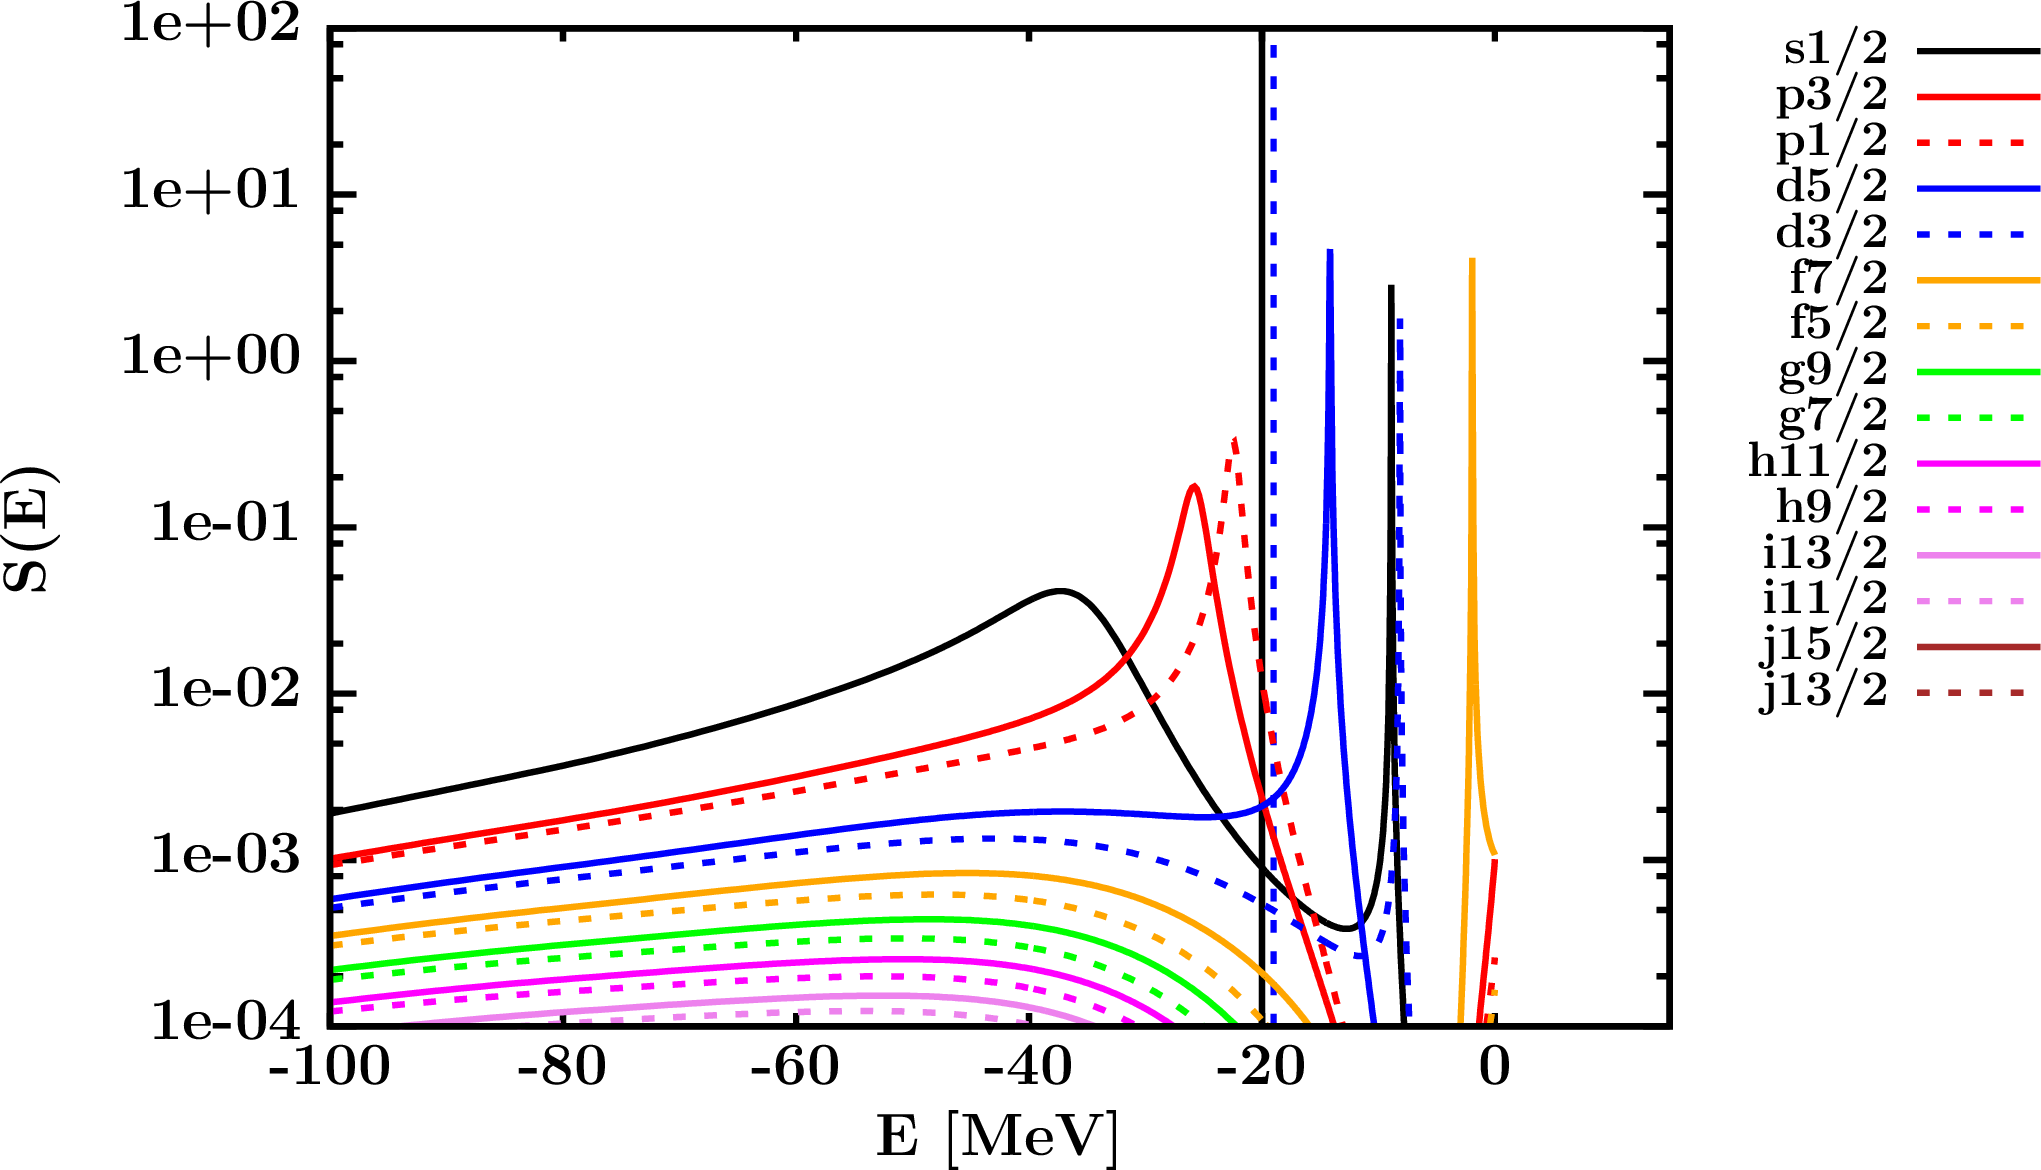 1e+02
1e+01
1e+00
1e-01
1e-02
1e-03
1e-04
S(E)
-100 -80 -60 -40 -20 0
E [MeV]
s1/2
p3/2
p1/2
d5/2
d3/2
f7/2
f5/2
g9/2
g7/2
h11/2
h9/2
i13/2
i11/2
j15/2
j13/2